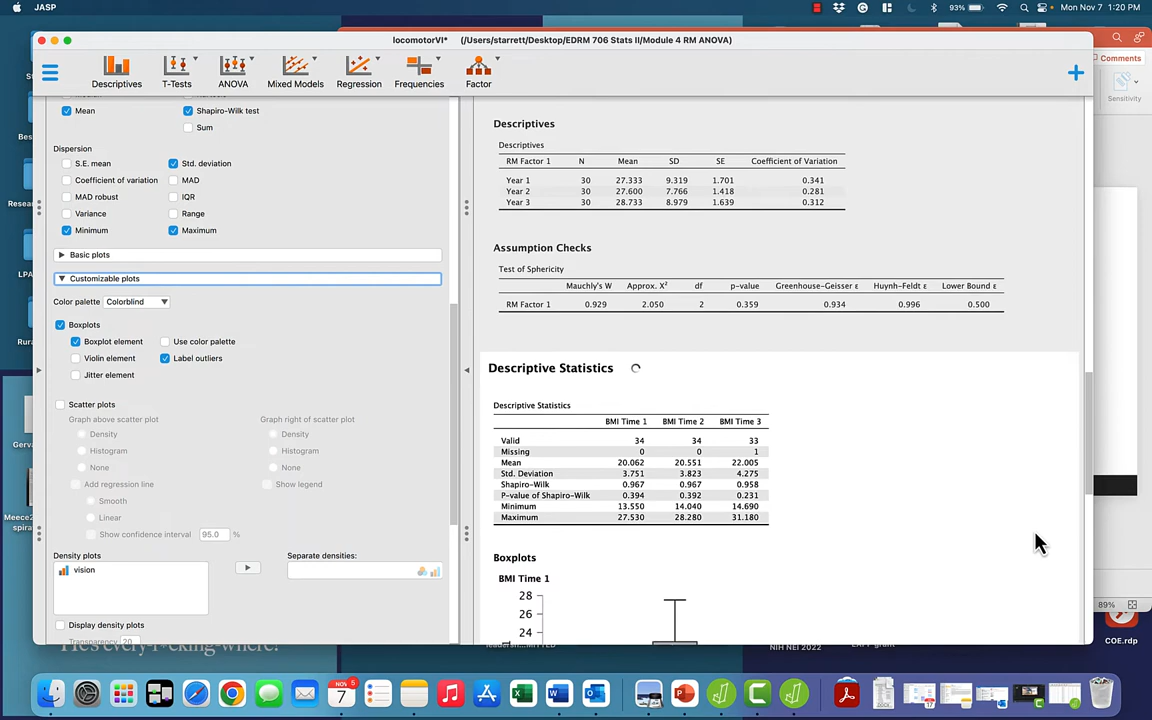 JASP
93%
Mon Nov 7 1:20 PM
locomotorVI* (/Users/starrett/Desktop/EDRM 706 Stats II/Module 4 RM ANOVA)
Descriptives
T-Tests
ANOVA
Mixed Models
Regression
Frequencies
Factor
Comments
Sensitivity
Mean
Shapiro-Wilk test
Sum
Dispersion
S.E. mean
Std. deviation
Coefficient of variation
MAD
MAD robust
IQR
Variance
Range
Minimum
Maximum
Basic plots
Customizable plots
Color palette Colorblind
Boxplots
Boxplot element
Use color palette
Violin element
Label outliers
Jitter element
Scatter plots
Graph above scatter plot
Graph right of scatter plot
Density
Density
Histogram
Histogram
None
None
Add regression line
Show legend
Smooth
Linear
Show confidence interval 95.0 %
Density plots
Separate densities:
vision
Display density plots
Transparency 20
Descriptives
Descriptives
RM Factor 1 N Mean SD SE Coefficient of Variation
Year 1 30 27.333 9.319 1.701 0.341
Year 2 30 27.600 7.766 1.418 0.281
Year 3 30 28.733 8.979 1.639 0.312
Assumption Checks
Test of Sphericity
Mauchly's W Approx. X² df p-value Greenhouse-Geisser ε Huynh-Feldt ε Lower Bound ε
RM Factor 1 0.929 2.050 2 0.359 0.934 0.996 0.500
Descriptive Statistics
Descriptive Statistics
BMI Time 1 BMI Time 2 BMI Time 3
Valid 34 34 33
Missing 0 0 1
Mean 20.062 20.551 22.005
Std. Deviation 3.751 3.823 4.275
Shapiro-Wilk 0.967 0.967 0.958
P-value of Shapiro-Wilk 0.394 0.392 0.231
Minimum 13.550 14.040 14.690
Maximum 27.530 28.280 31.180
Boxplots
BMI Time 1
28
26
24
89%
COE.rdp
NIH NEI 2022